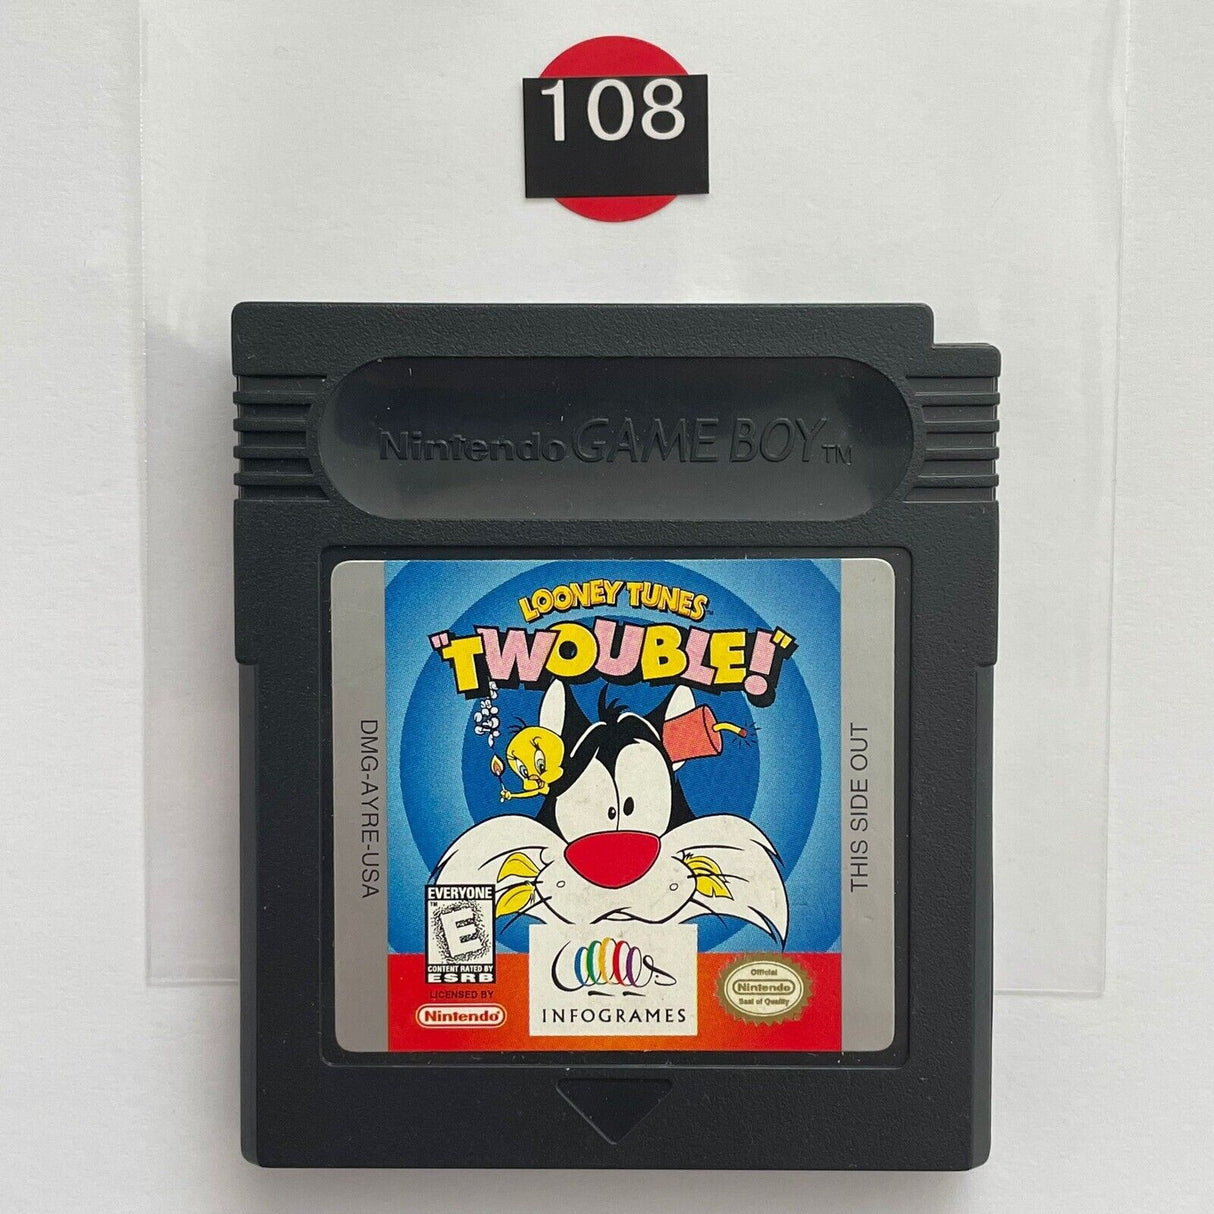 108
Nintendo GAME BOY TM
LOONEY TUNES
"TWOUBLE!"
DMG-AYRE-USA
THIS SIDE OUT
EVERYONE
TM
E
CONTENT RATED BY
ESRB
LICENSED BY
Nintendo
INFOGRAMES
Official
Nintendo
Seal of Quality